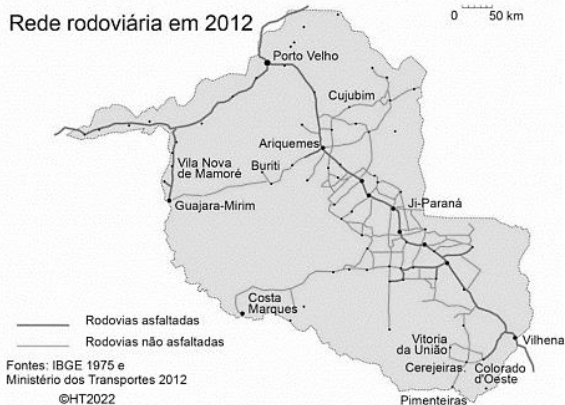 Rede rodoviária em 2012
0 50 km
Porto Velho
Cujubim
Ariquemes
Vila Nova
de Mamoré
Buriti
Guajara-Mirim
Ji-Paraná
Costa
Marques
Rodovias asfaltadas
Rodovias não asfaltadas
Vitoria
da União
Vilhena
Cerejeiras
Colorado
d'Oeste
Pimenteiras
Fontes: IBGE 1975 e
Ministério dos Transportes 2012
©HT2022